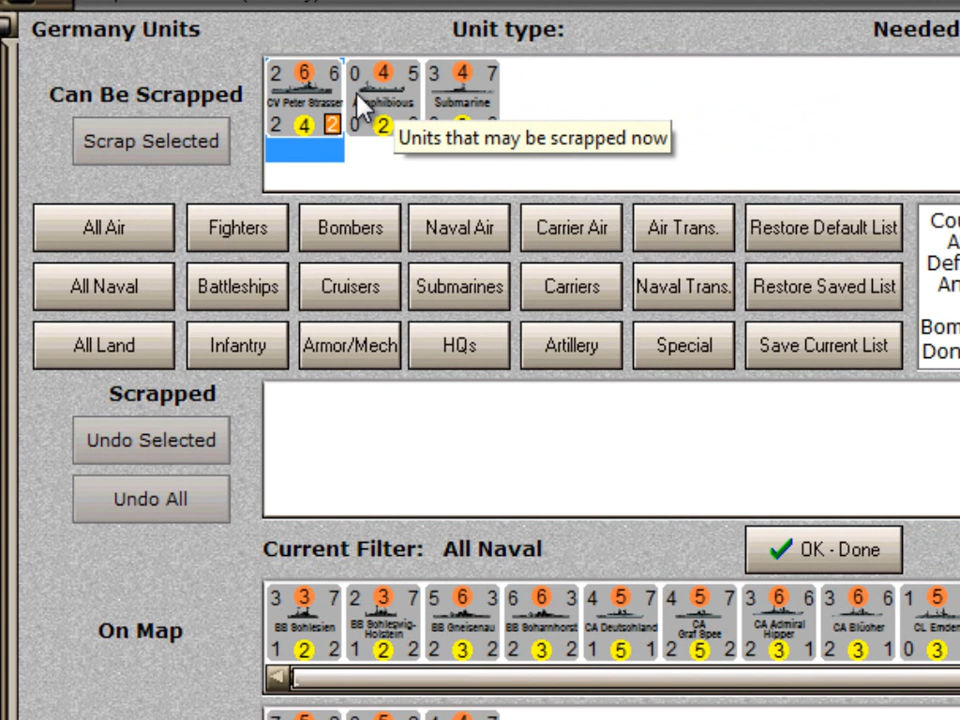 Germany Units Unit type: Needed
Can Be Scrapped
Scrap Selected
2 6 6 0 4 5 3 4 7
CV Peter Strasser Submarine
2 4 2 0 2
Units that may be scrapped now
All Air Fighters Bombers Naval Air Carrier Air Air Trans. Restore Default List
All Naval Battleships Cruisers Submarines Carriers Naval Trans. Restore Saved List
All Land Infantry Armor/Mech HQs Artillery Special Save Current List
Scrapped
Undo Selected
Undo All
Current Filter: All Naval
OK - Done
On Map
3 3 7 2 3 7 5 6 3 6 6 3 4 5 7 4 5 7 3 6 6 3 6 6 1 5
BB Schlesien BB Schleswig-Holstein BB Gneisenau BB Scharnhorst CA Deutschland CA Graf Spee CA Admiral Hipper CA Blücher CL Emden
1 2 2 1 2 2 2 3 2 2 3 2 1 5 1 2 5 2 2 3 1 2 3 1 0 3